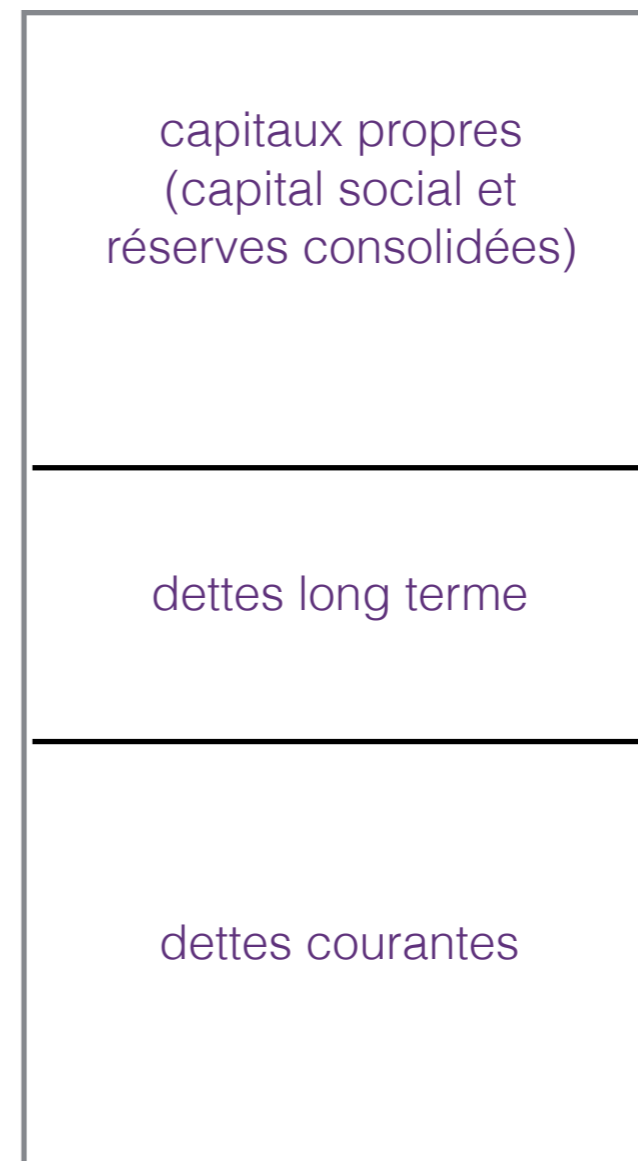 capitaux propres
(capital social et
réserves consolidées)
dettes long terme
dettes courantes